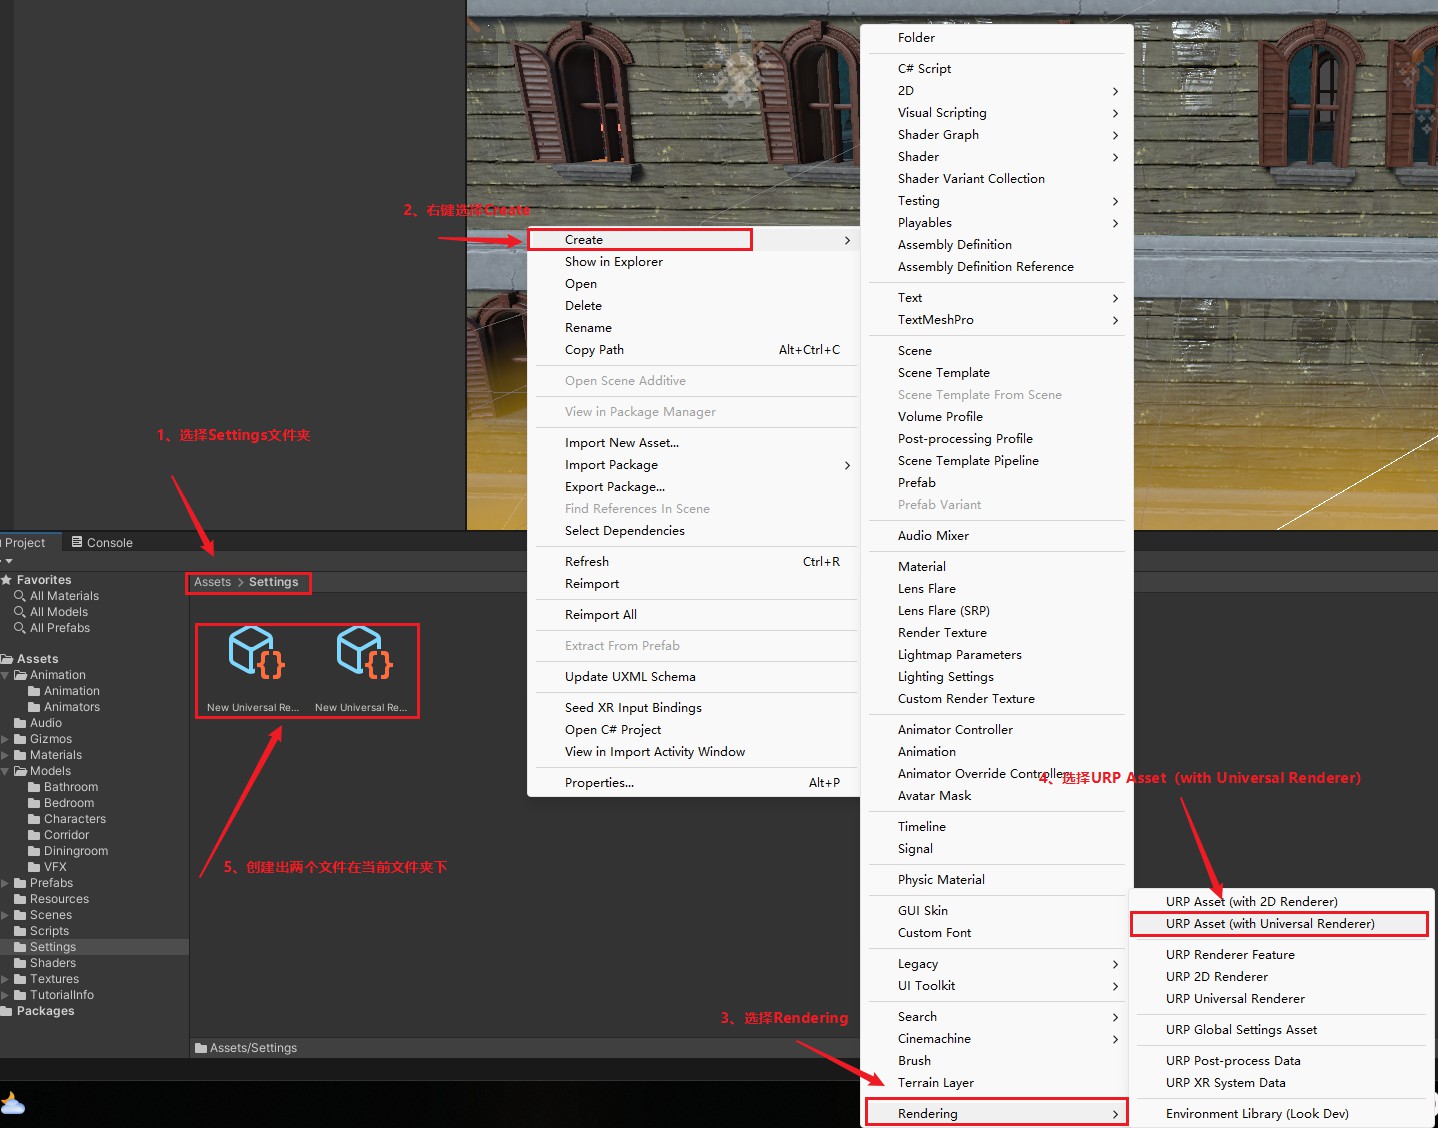 2、右键选择Create
Create
Show in Explorer
Open
Delete
Rename
Copy Path Alt+Ctrl+C
Open Scene Additive
View in Package Manager
Import New Asset...
Import Package
Export Package...
Find References In Scene
Select Dependencies
Refresh Ctrl+R
Reimport
Reimport All
Extract From Prefab
Update UXML Schema
Seed XR Input Bindings
Open C# Project
View in Import Activity Window
Properties... Alt+P
Folder
C# Script
2D
Visual Scripting
Shader Graph
Shader
Shader Variant Collection
Testing
Playables
Assembly Definition
Assembly Definition Reference
Text
TextMeshPro
Scene
Scene Template
Scene Template From Scene
Volume Profile
Post-processing Profile
Scene Template Pipeline
Prefab
Prefab Variant
Audio Mixer
Material
Lens Flare
Lens Flare (SRP)
Render Texture
Lightmap Parameters
Lighting Settings
Custom Render Texture
Animator Controller
Animation
Animator Override Controller
Avatar Mask
Timeline
Signal
Physic Material
GUI Skin
Custom Font
Legacy
UI Toolkit
Search
Cinemachine
Brush
Terrain Layer
Rendering
4、选择URP Asset（with Universal Renderer）
URP Asset (with 2D Renderer)
URP Asset (with Universal Renderer)
URP Renderer Feature
URP 2D Renderer
URP Universal Renderer
URP Global Settings Asset
URP Post-process Data
URP XR System Data
Environment Library (Look Dev)
3、选择Rendering
1、选择Settings文件夹
Project Console
Favorites
All Materials
All Models
All Prefabs
Assets
Animation
Animation
Animators
Audio
Gizmos
Materials
Models
Bathroom
Bedroom
Characters
Corridor
Diningroom
VFX
Prefabs
Resources
Scenes
Scripts
Settings
Shaders
Textures
TutorialInfo
Packages
Assets > Settings
New Universal Re... New Universal Re...
5、创建出两个文件在当前文件夹下
Assets/Settings